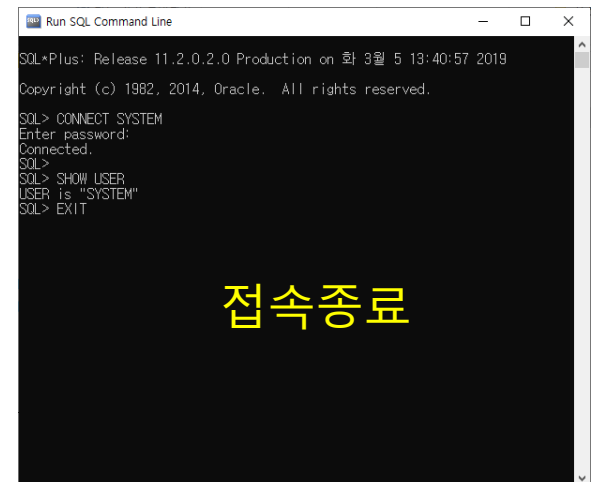 Run SQL Command Line
SQL*Plus: Release 11.2.0.2.0 Production on 화 3월 5 13:40:57 2019
Copyright (c) 1982, 2014, Oracle.  All rights reserved.
SQL> CONNECT SYSTEM
Enter password:
Connected.
SQL>
SQL> SHOW USER
USER is "SYSTEM"
SQL> EXIT
접속종료